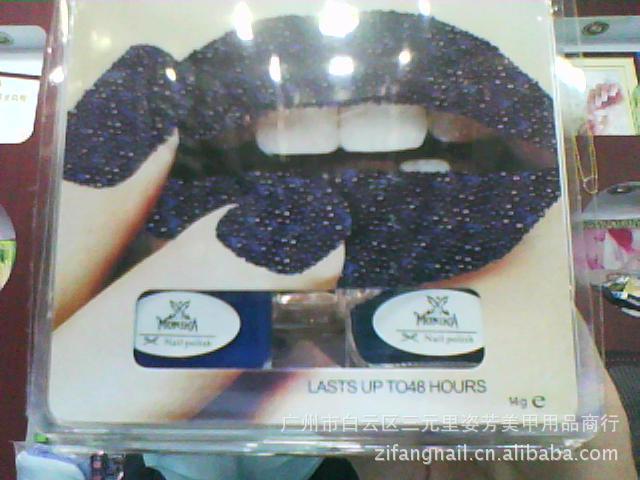 MONIKA
Nail polish
MONIKA
Nail polish
LASTS UP TO48 HOURS
14g e
广州市白云区三元里姿芳美甲用品商行
zifangnail.cn.alibaba.com